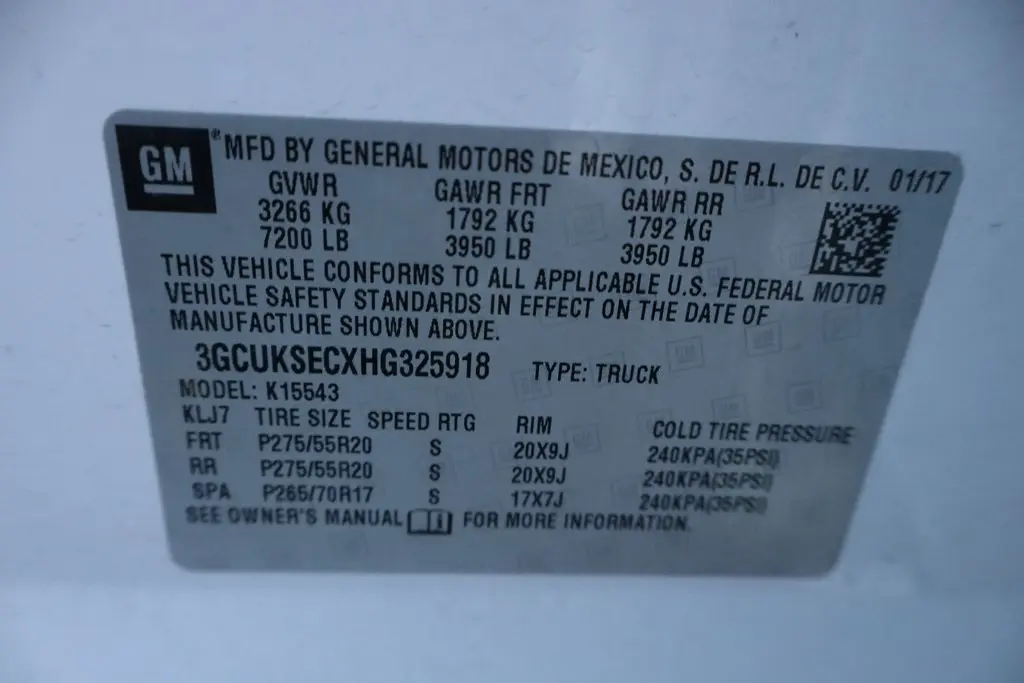 GM ® MFD BY GENERAL MOTORS DE MEXICO, S. DE R.L. DE C.V. 01/17
GVWR GAWR FRT GAWR RR
3266 KG 1792 KG 1792 KG
7200 LB 3950 LB 3950 LB
THIS VEHICLE CONFORMS TO ALL APPLICABLE U.S. FEDERAL MOTOR
VEHICLE SAFETY STANDARDS IN EFFECT ON THE DATE OF
MANUFACTURE SHOWN ABOVE.
3GCUKSECXHG325918 TYPE: TRUCK
MODEL: K15543
KLJ7 TIRE SIZE SPEED RTG RIM COLD TIRE PRESSURE
FRT P275/55R20 S 20X9J 240KPA(35PSI)
RR P275/55R20 S 20X9J 240KPA(35PSI)
SPA P265/70R17 S 17X7J 240KPA(35PSI)
SEE OWNER'S MANUAL FOR MORE INFORMATION.